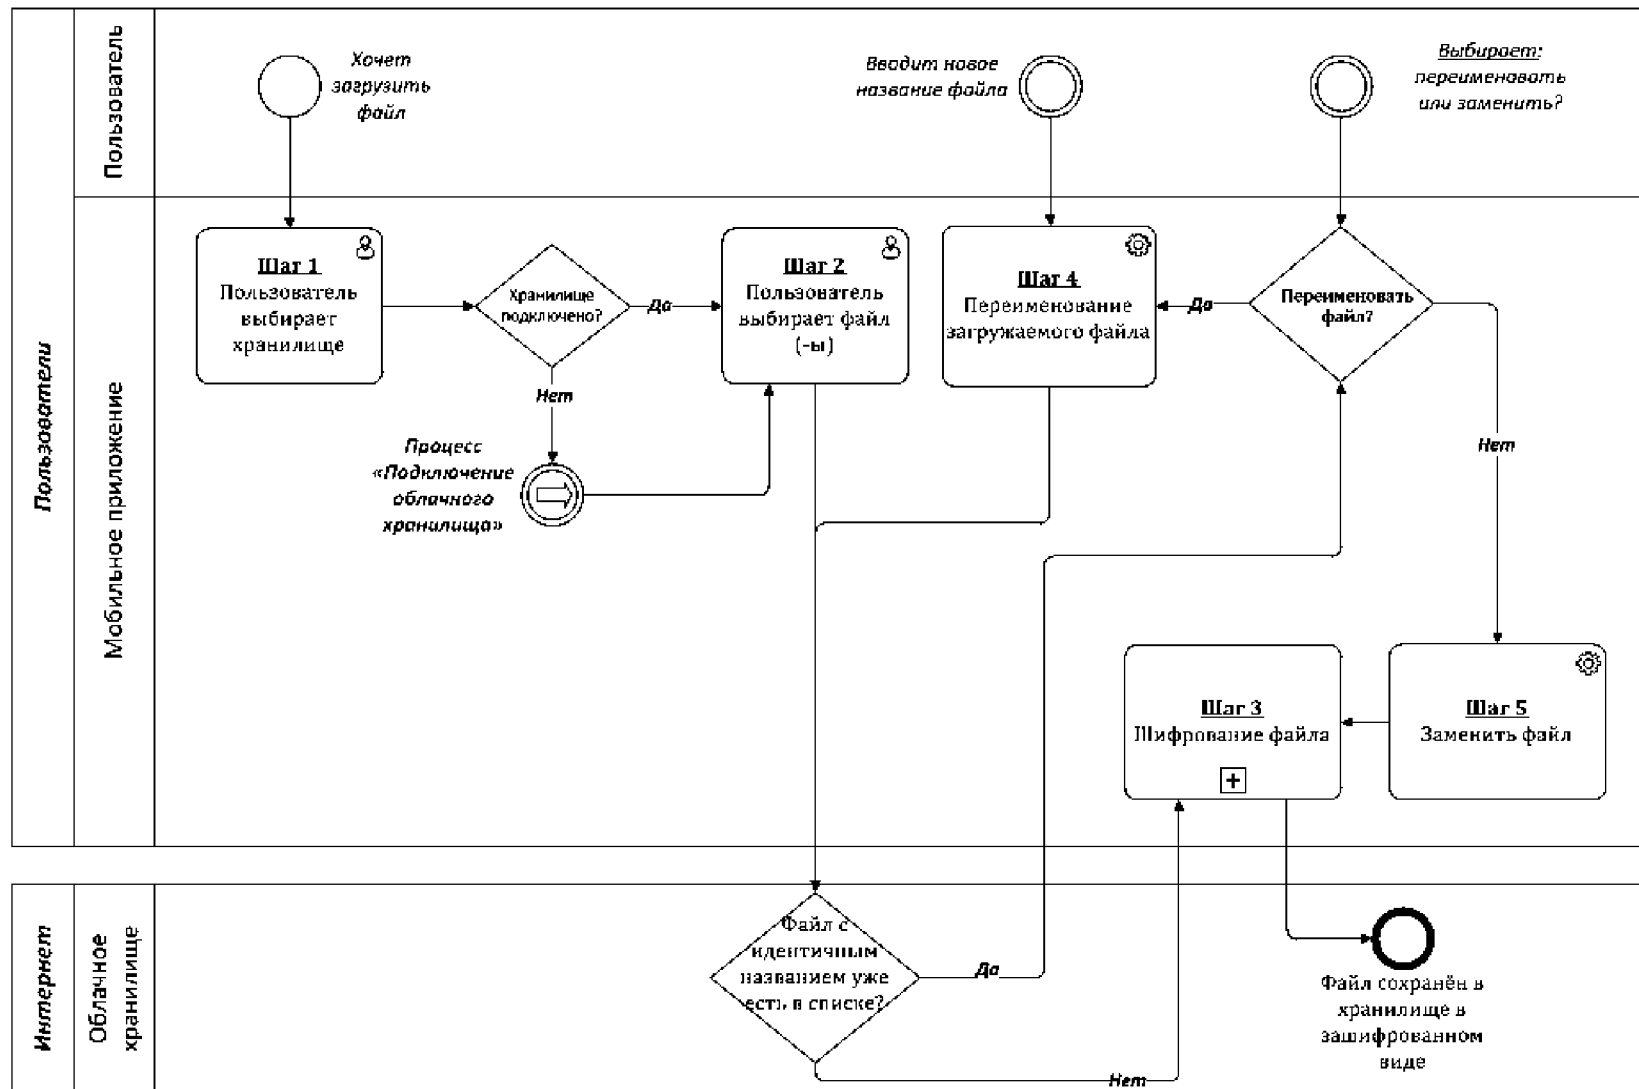 Пользователи
Пользователь
Хочет
загрузить
файл
Вводит новое
название файла
Выбирает:
переименовать
или заменить?
Мобильное приложение
Шаг 1
Пользователь
выбирает
хранилище
Хранилище
подключено?
Да
Нет
Процесс
«Подключение
облачного
хранилища»
Шаг 2
Пользователь
выбирает файл
(-ы)
Шаг 4
Переименование
загружаемого файла
Да
Переименовать
файл?
Нет
Шаг 3
Шифрование файла
Шаг 5
Заменить файл
Интернет
Облачное
хранилище
Файл с
идентичным
названием уже
есть в списке?
Да
Нет
Файл сохранён в
хранилище в
зашифрованном
виде